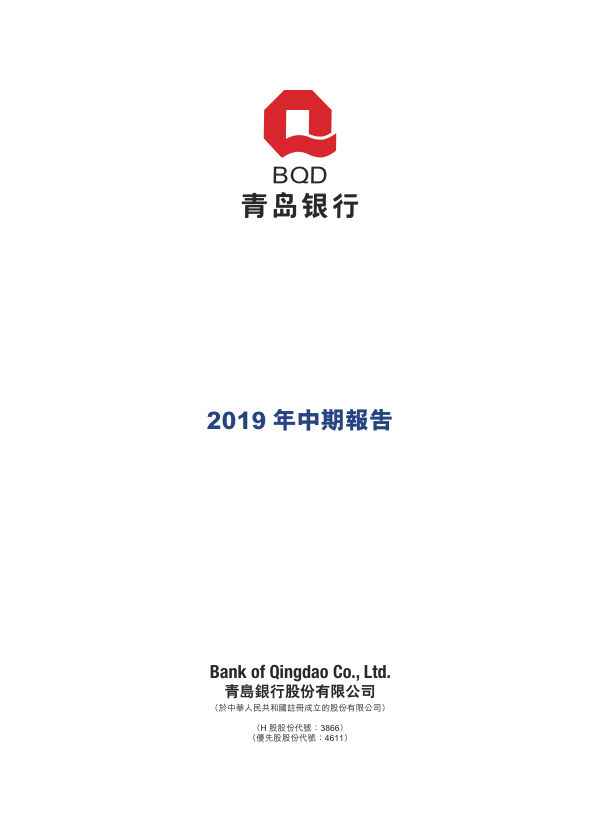 BQD
青岛银行
2019 年中期報告
Bank of Qingdao Co., Ltd.
青島銀行股份有限公司
（於中華人民共和國註冊成立的股份有限公司）
（H 股股份代號：3866）
（優先股股份代號：4611）